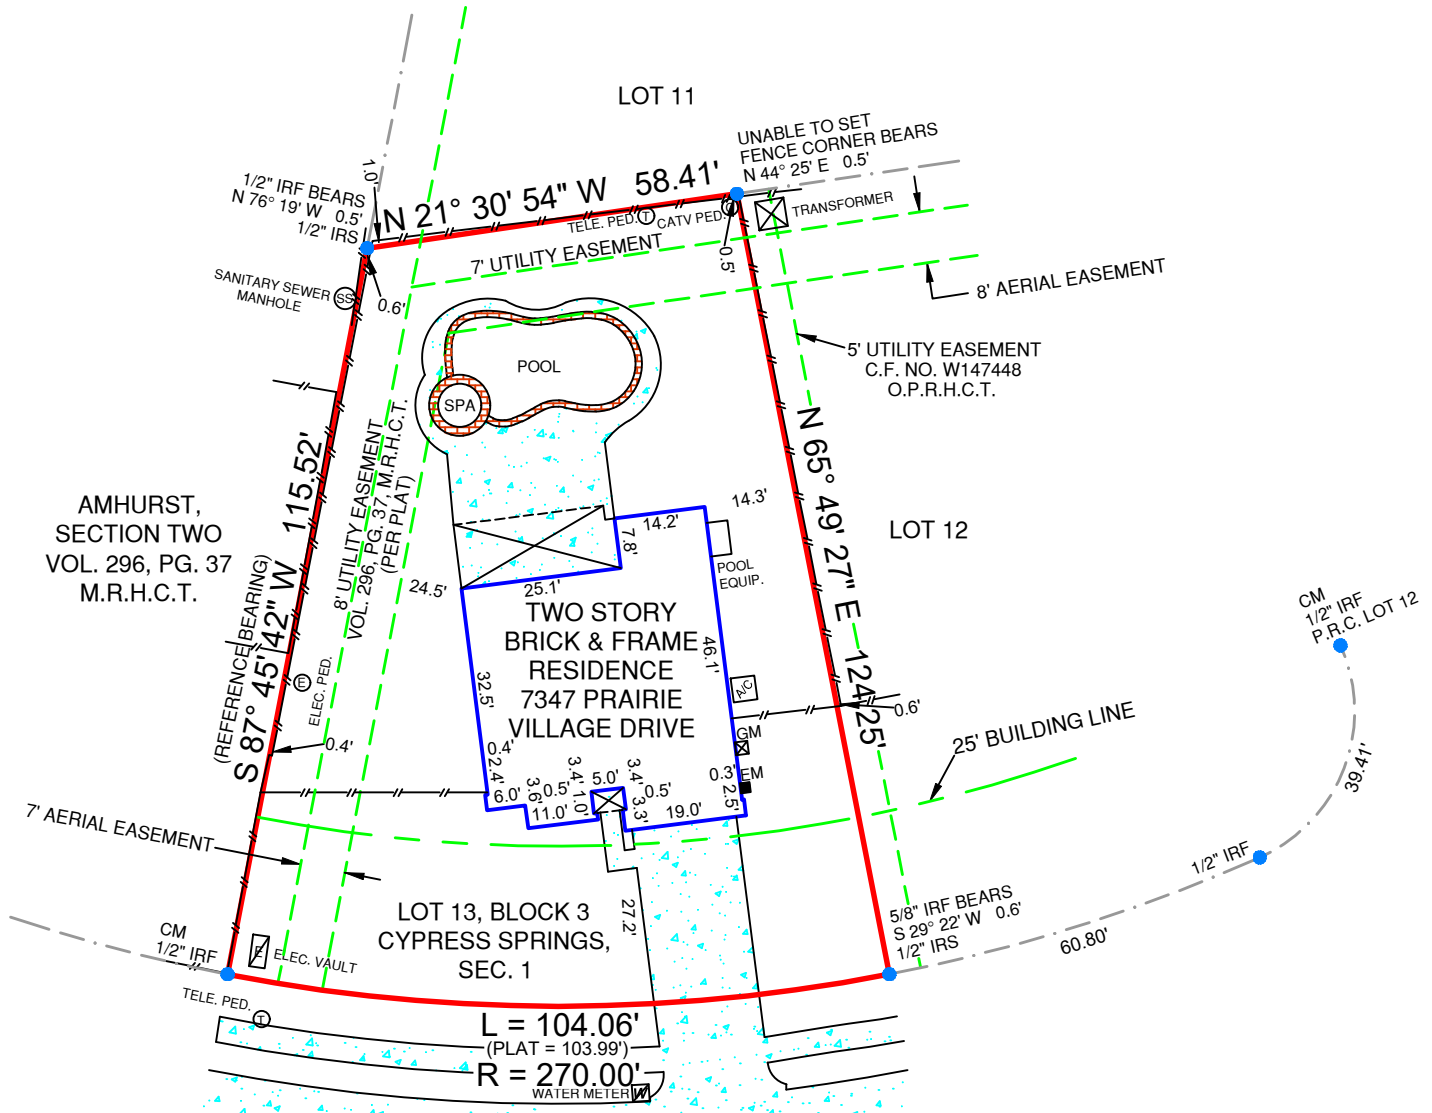 LOT 11
UNABLE TO SET
FENCE CORNER BEARS
N 44° 25' E 0.5'
1/2" IRF BEARS
N 76° 19' W 0.5'
1/2" IRS
1.0'
N 21° 30' 54" W 58.41'
TELE. PED.
T
CATV PED.
TRANSFORMER
7' UTILITY EASEMENT
0.5'
8' AERIAL EASEMENT
SANITARY SEWER
MANHOLE
SS
0.6'
5' UTILITY EASEMENT
C.F. NO. W147448
O.P.R.H.C.T.
POOL
SPA
S 87° 45' 42" W 115.52'
(REFERENCE BEARING)
8' UTILITY EASEMENT
VOL. 296, PG. 37, M.R.H.C.T.
(PER PLAT)
N 65° 49' 27" E 124.25'
AMHURST,
SECTION TWO
VOL. 296, PG. 37
M.R.H.C.T.
LOT 12
14.3'
14.2'
7.8'
POOL
EQUIP.
24.5'
25.1'
TWO STORY
BRICK & FRAME
RESIDENCE
7347 PRAIRIE
VILLAGE DRIVE
46.1'
32.5'
A/C
CM
1/2" IRF
P.R.C. LOT 12
E
ELEC. PED.
0.4'
0.6'
GM
EM
25' BUILDING LINE
0.4'
2.4'
6.0'
3.6'
0.5'
11.0'
3.4'
1.0'
5.0'
3.4'
0.5'
3.3'
19.0'
0.3'
2.5'
39.41'
7' AERIAL EASEMENT
1/2" IRF
27.2'
LOT 13, BLOCK 3
CYPRESS SPRINGS,
SEC. 1
5/8" IRF BEARS
S 29° 22' W 0.6'
1/2" IRS
60.80'
CM
1/2" IRF
E
ELEC. VAULT
TELE. PED.
T
L = 104.06'
(PLAT = 103.99')
R = 270.00'
WATER METER
W